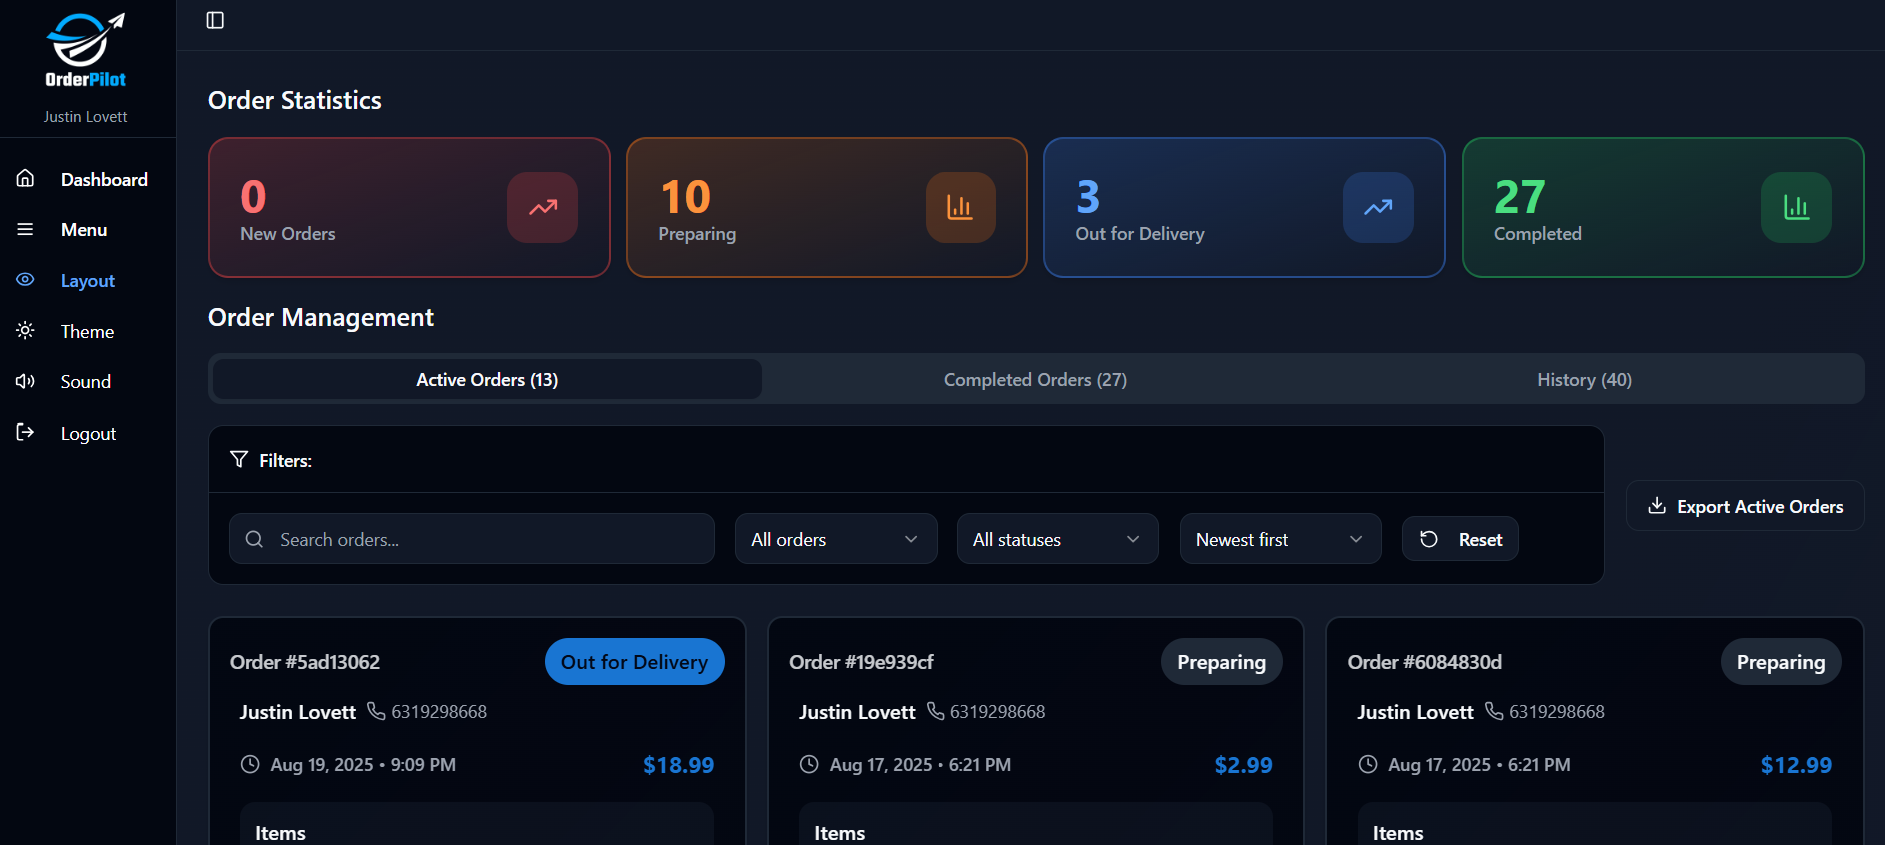 OrderPilot
Justin Lovett
Dashboard
Menu
Layout
Theme
Sound
Logout
Order Statistics
0
New Orders
10
Preparing
3
Out for Delivery
27
Completed
Order Management
Active Orders (13)
Completed Orders (27)
History (40)
Filters:
Search orders...
All orders
All statuses
Newest first
Reset
Export Active Orders
Order #5ad13062
Out for Delivery
Justin Lovett 6319298668
Aug 19, 2025 • 9:09 PM
$18.99
Items
Order #19e939cf
Preparing
Justin Lovett 6319298668
Aug 17, 2025 • 6:21 PM
$2.99
Items
Order #6084830d
Preparing
Justin Lovett 6319298668
Aug 17, 2025 • 6:21 PM
$12.99
Items